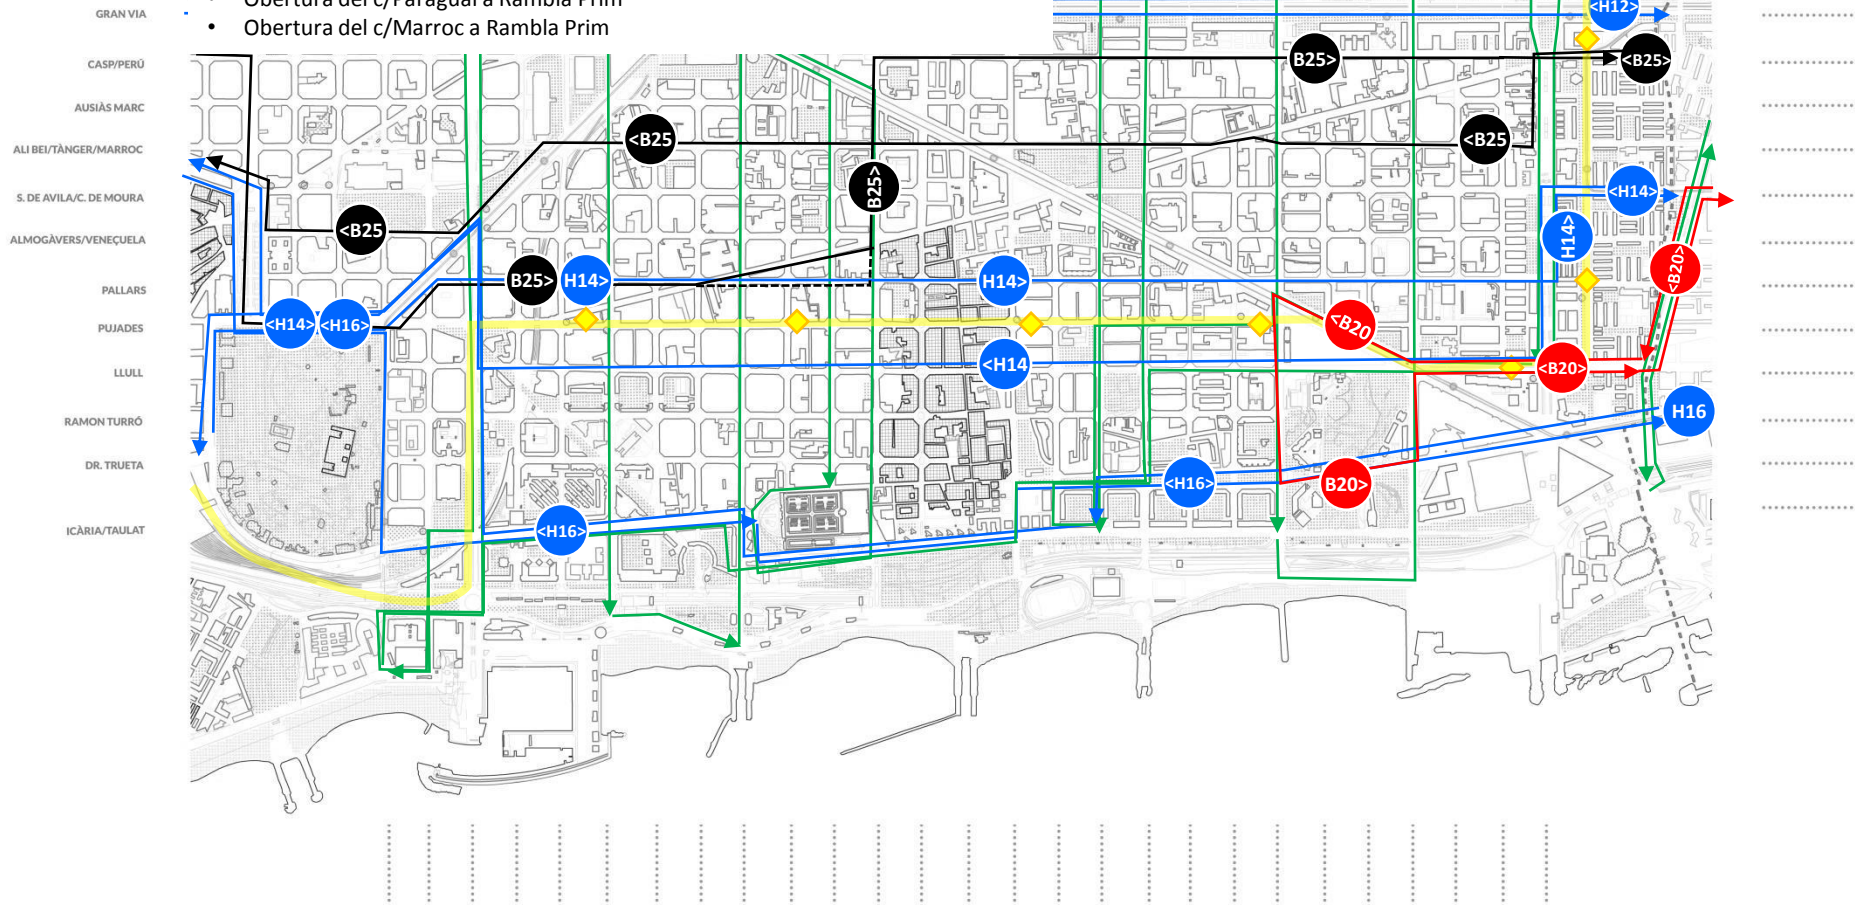 • Obertura del c/Paraguai a Rambla Prim
• Obertura del c/Marroc a Rambla Prim
GRAN VIA
<H12>
CASP/PERÚ
B25>
<B25>
AUSIÀS MARC
ALI BEI/TÀNGER/MARROC
<B25
<B25
S. DE AVILA/C. DE MOURA
B25>
<H14>
ALMOGÀVERS/VENEÇUELA
<B25
H14>
<B20>
PALLARS
B25>
H14>
H14>
PUJADES
<H14>
<H16>
<B20
LLULL
<H14
<B20>
RAMON TURRÓ
H16
DR. TRUETA
<H16>
B20>
ICÀRIA/TAULAT
<H16>